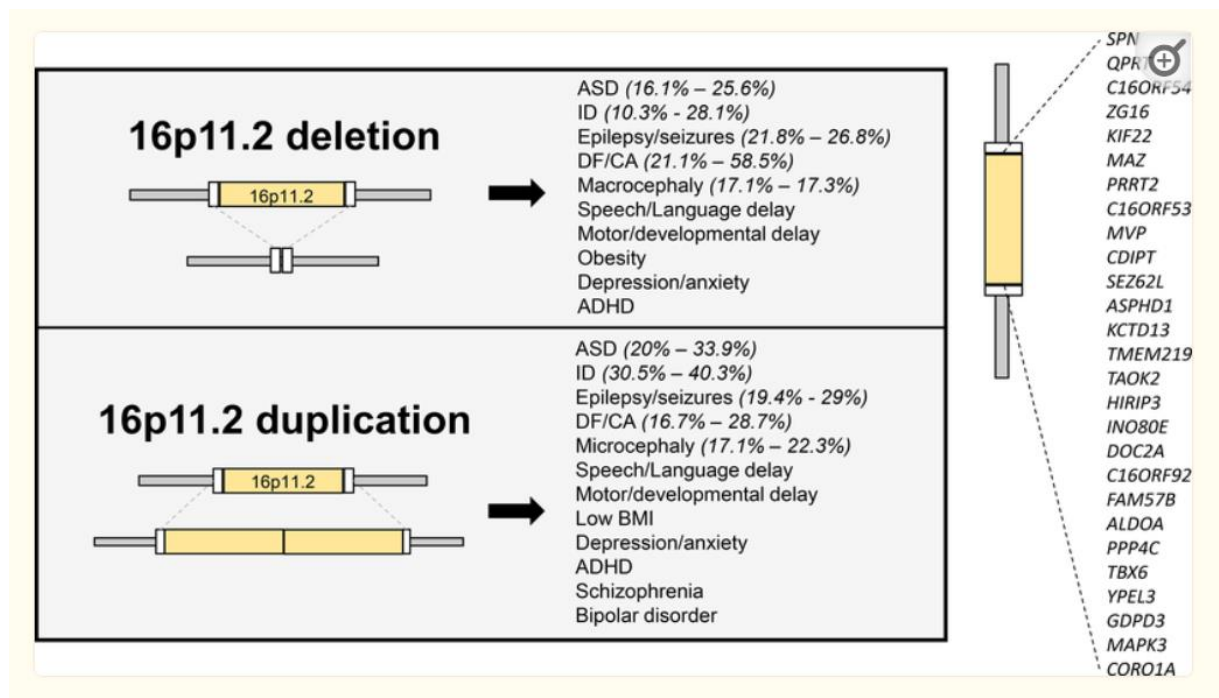 16p11.2 deletion
16p11.2
ASD (16.1% – 25.6%)
ID (10.3% - 28.1%)
Epilepsy/seizures (21.8% – 26.8%)
DF/CA (21.1% – 58.5%)
Macrocephaly (17.1% – 17.3%)
Speech/Language delay
Motor/developmental delay
Obesity
Depression/anxiety
ADHD
16p11.2 duplication
16p11.2
ASD (20% – 33.9%)
ID (30.5% – 40.3%)
Epilepsy/seizures (19.4% - 29%)
DF/CA (16.7% – 28.7%)
Microcephaly (17.1% – 22.3%)
Speech/Language delay
Motor/developmental delay
Low BMI
Depression/anxiety
ADHD
Schizophrenia
Bipolar disorder
SPN
C16ORF54
ZG16
KIF22
MAZ
PRRT2
C16ORF53
MVP
CDIPT
SEZ62L
ASPHD1
KCTD13
TMEM219
TAOK2
HIRIP3
INO80E
DOC2A
C16ORF92
FAM57B
ALDOA
PPP4C
TBX6
YPEL3
GDPD3
MAPK3
CORO1A